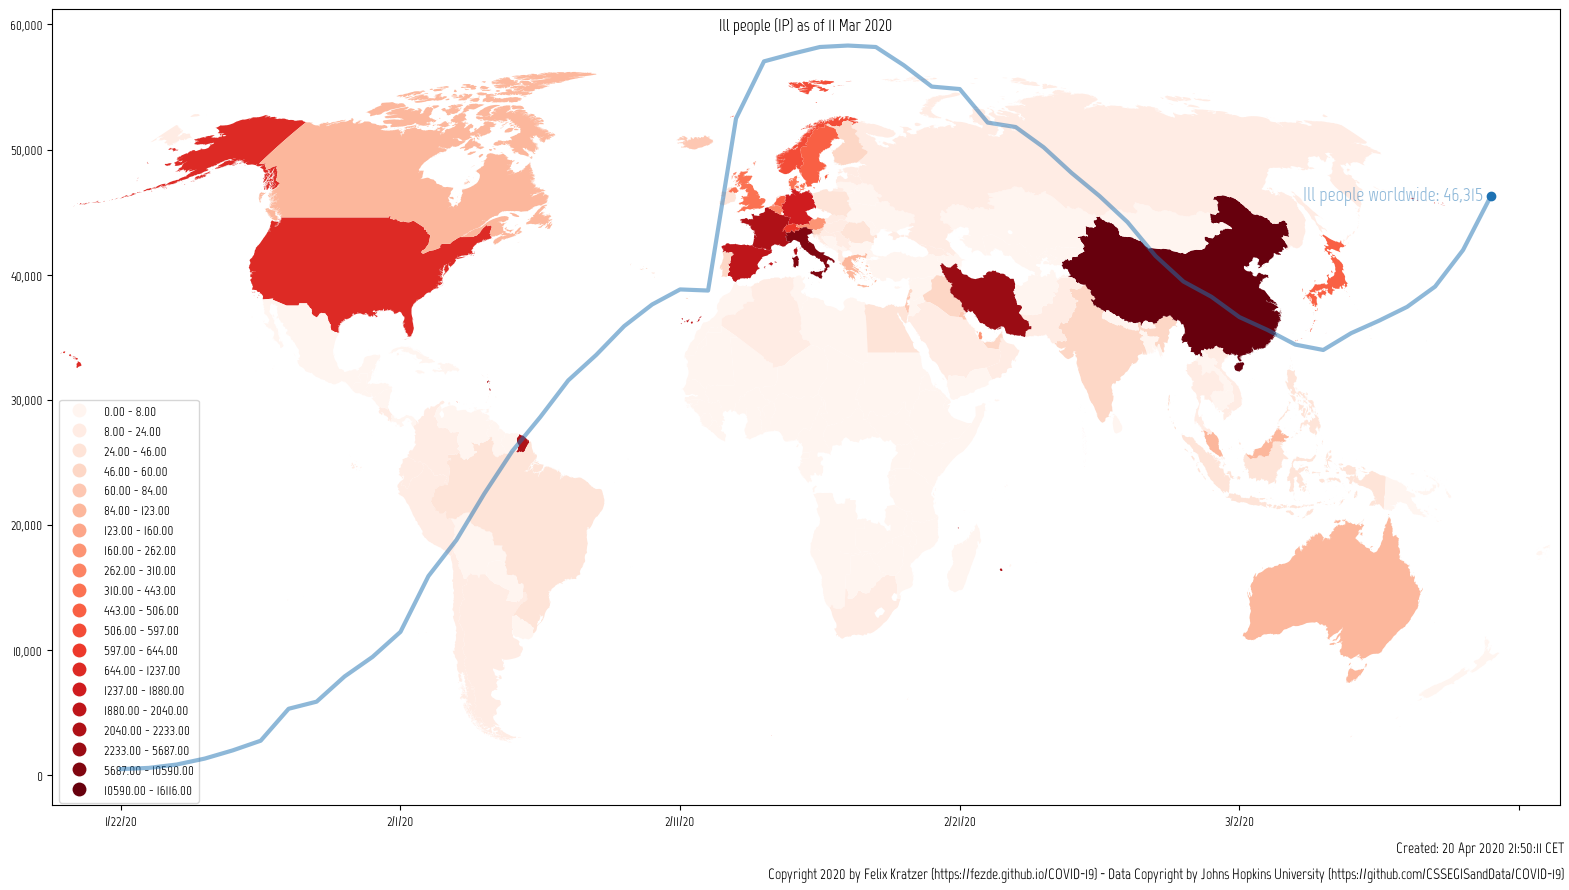 Ill people (IP) as of 11 Mar 2020
60,000
50,000
Ill people worldwide: 46,315
40,000
30,000
20,000
10,000
0
0.00 - 8.00
8.00 - 24.00
24.00 - 46.00
46.00 - 60.00
60.00 - 84.00
84.00 - 123.00
123.00 - 160.00
160.00 - 262.00
262.00 - 310.00
310.00 - 443.00
443.00 - 506.00
506.00 - 597.00
597.00 - 644.00
644.00 - 1237.00
1237.00 - 1880.00
1880.00 - 2040.00
2040.00 - 2233.00
2233.00 - 5687.00
5687.00 - 10590.00
10590.00 - 16116.00
1/22/20
2/1/20
2/11/20
2/21/20
3/2/20
Created: 20 Apr 2020 21:50:11 CET
Copyright 2020 by Felix Kratzer (https://fezde.github.io/COVID-19) - Data Copyright by Johns Hopkins University (https://github.com/CSSEGISandData/COVID-19)